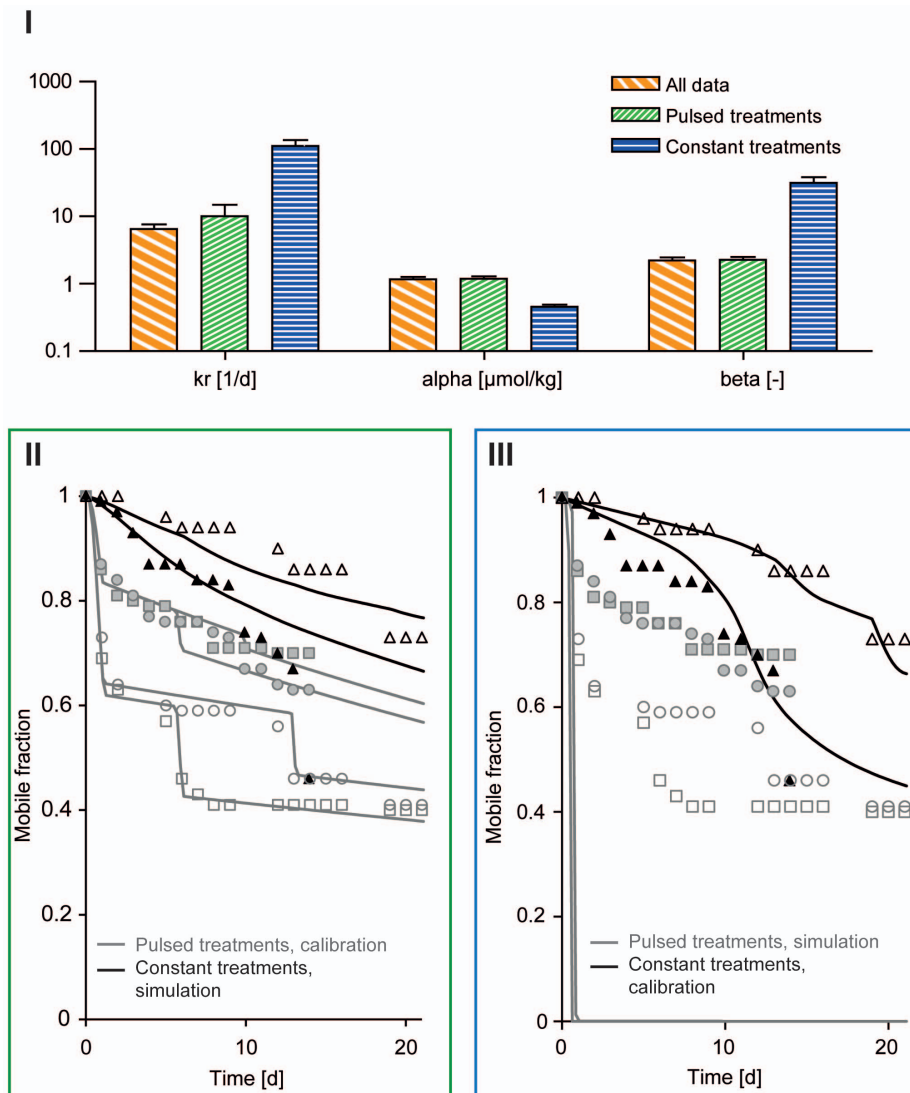 I
1000
100
10
1
0.1
All data
Pulsed treatments
Constant treatments
kr [1/d]
alpha [µmol/kg]
beta [-]
II
1
0.8
0.6
0.4
0.2
0
Mobile fraction
Pulsed treatments, calibration
Constant treatments,
simulation
0
10
20
Time [d]
III
1
0.8
0.6
0.4
0.2
0
Mobile fraction
Pulsed treatments, simulation
Constant treatments,
calibration
0
10
20
Time [d]